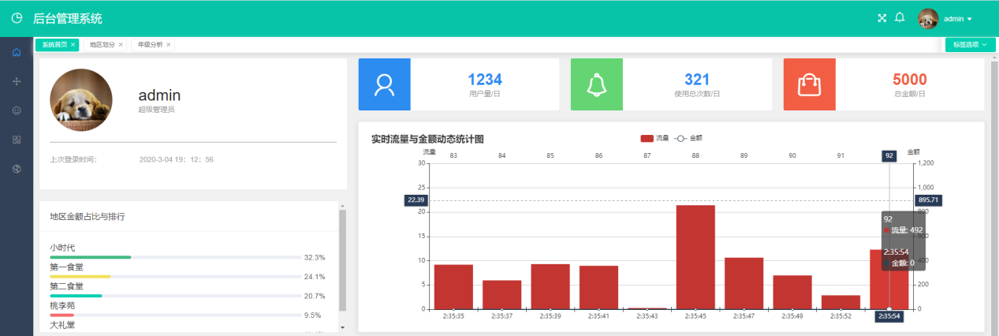 后台管理系统
admin
系统首页 ×
地区划分 ×
年级分析 ×
标签选项
admin
超级管理员
上次登录时间:
2020-3-04 19: 12: 56
1234
用户量/日
321
使用总次数/日
5000
总金额/日
地区金额占比与排行
小时代
32.3%
第一食堂
24.1%
第二食堂
20.7%
桃李苑
9.5%
大礼堂
实时流量与金额动态统计图
流量
金额
流量
金额
83 84 85 86 87 88 89 90 91 92
30
25
22.39
20
15
10
5
0
1,200
1,000
895.71
800
600
400
200
0
92
流量: 492
2:35:54
金额: 0
2:35:35 2:35:37 2:35:39 2:35:41 2:35:43 2:35:45 2:35:47 2:35:49 2:35:52 2:35:54